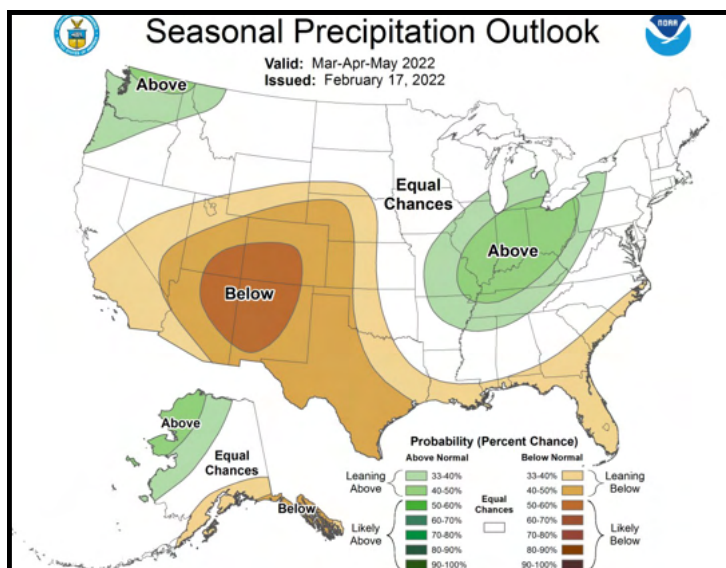 Seasonal Precipitation Outlook
NOAA
Valid: Mar-Apr-May 2022
Issued: February 17, 2022
Above
Equal
Chances
Above
Below
Above
Equal
Chances
Below
Probability (Percent Chance)
Above Normal
Below Normal
Leaning
Above
33-40%
40-50%
Likely
Above
50-60%
60-70%
70-80%
80-90%
90-100%
Equal
Chances
33-40%
40-50%
Leaning
Below
50-60%
60-70%
70-80%
80-90%
90-100%
Likely
Below